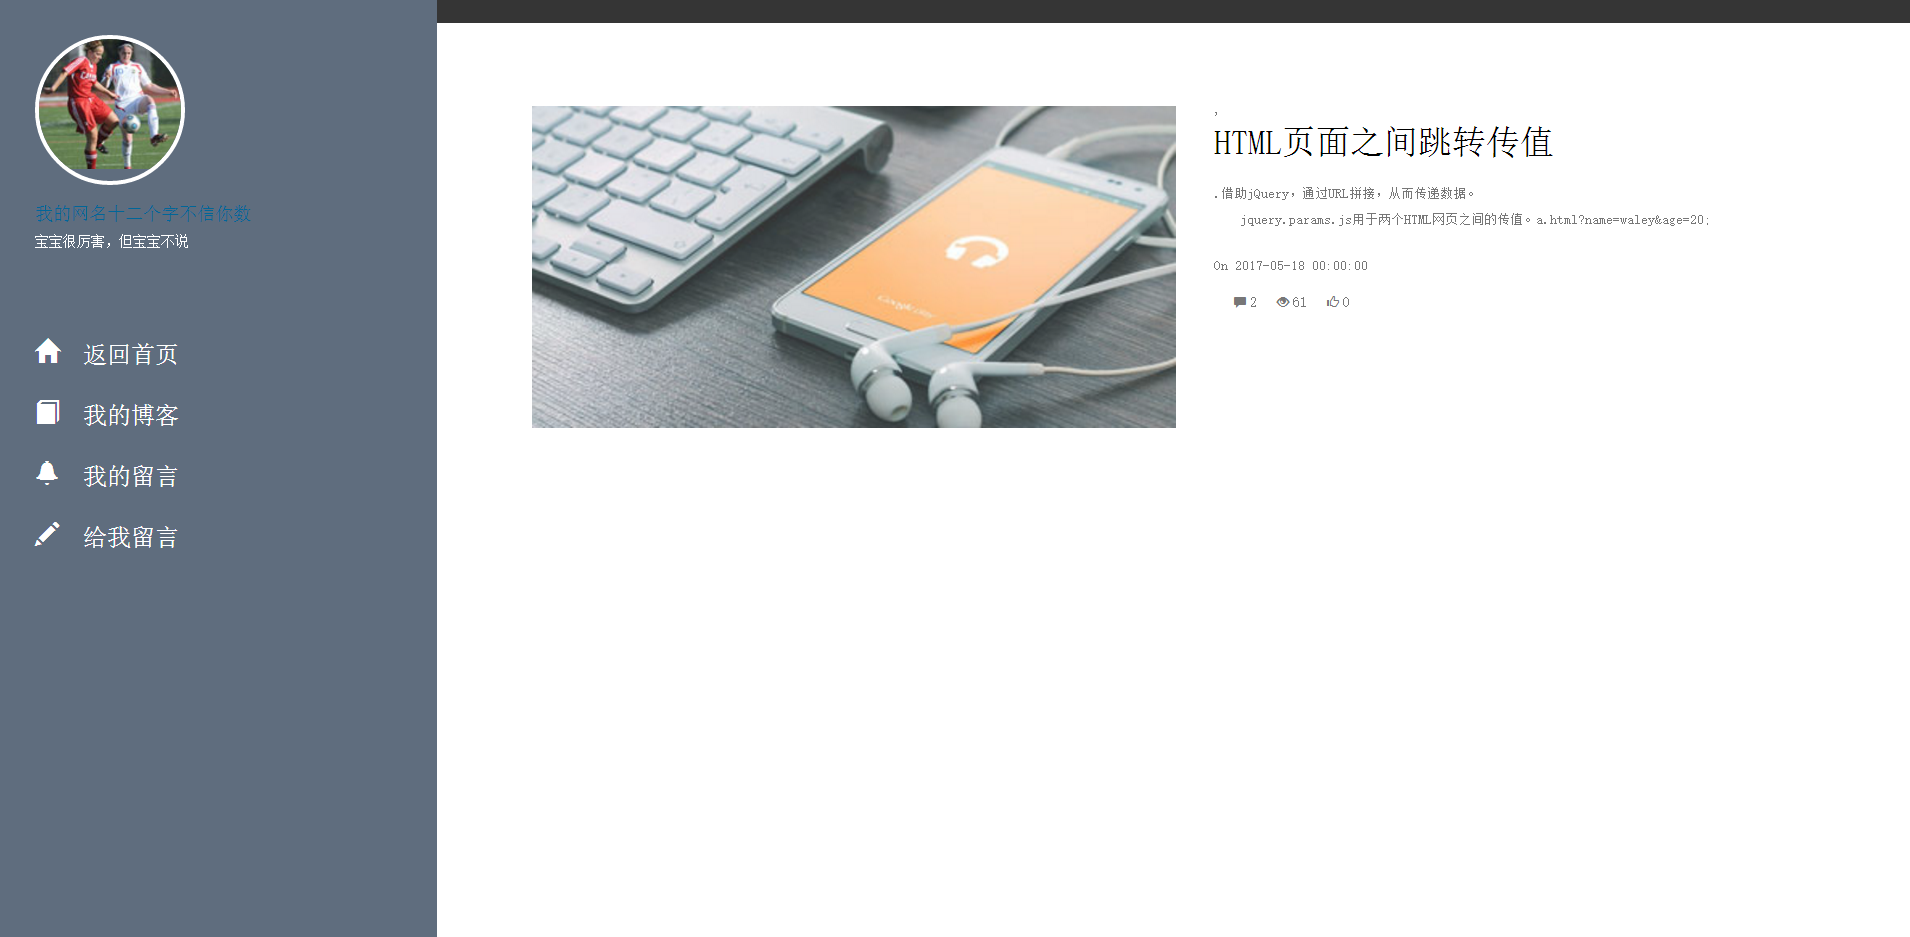 我的网名十二个字不信你数
宝宝很厉害，但宝宝不说
返回首页
我的博客
我的留言
给我留言
,
HTML页面之间跳转传值
.借助jQuery，通过URL拼接，从而传递数据。
jquery.params.js用于两个HTML网页之间的传值。a.html?name=waley&age=20;
On 2017-05-18 00:00:00
2 61 0
Google play